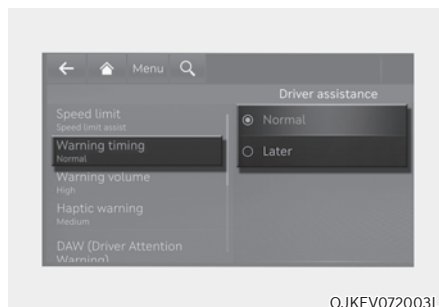 Menu
Driver assistance
Speed limit
Speed limit assist
Warning timing
Normal
Warning volume
High
Haptic warning
Medium
DAW (Driver Attention
Warning)
Normal
Later
OJKEV072003L